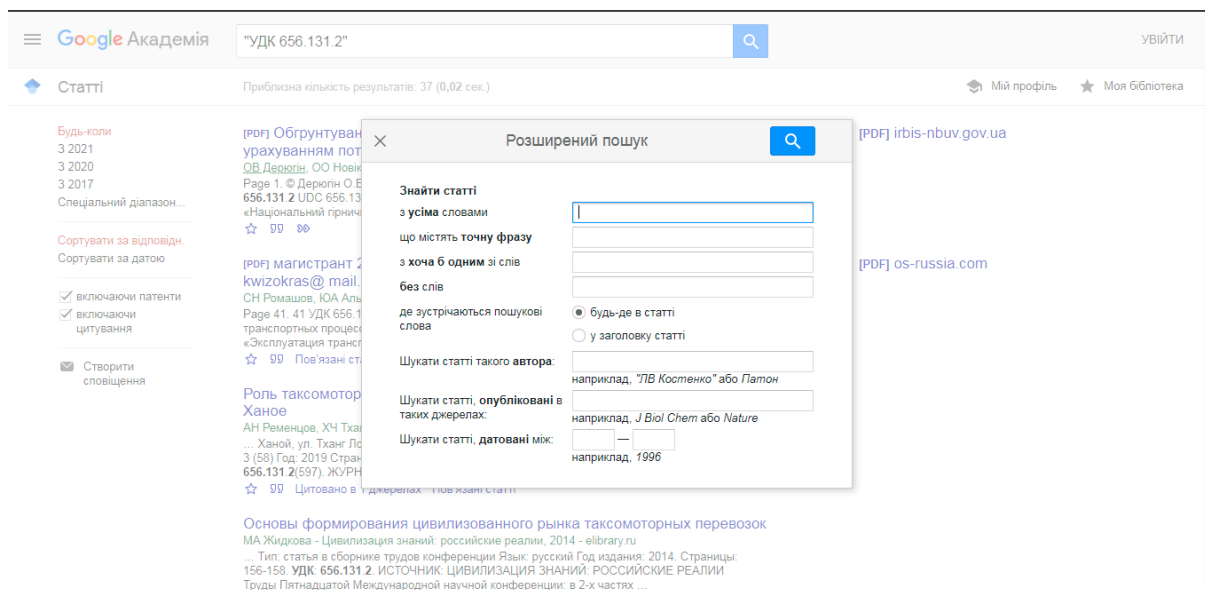 Google Академія
"УДК 656.131.2"
УВІЙТИ
Статті
Приблизна кількість результатів: 37 (0,02 сек.)
Мій профіль
Моя бібліотека
Будь-коли
З 2021
З 2020
З 2017
Спеціальний діапазон...
Сортувати за відповідн.
Сортувати за датою
включаючи патенти
включаючи
цитування
Створити
сповіщення
[PDF] Обгрунтуван
урахуванням пот
ОВ Дерюгін, ОО Новік
Page 1. © Дерюгін О.В
656.131.2 UDC 656.13
«Національний гірнич
[PDF] irbis-nbuv.gov.ua
[PDF] магистрант 2
kwizokras@ mail.
СН Ромашов, ЮА Аль
Page 41. 41 УДК 656.1
транспортных процес
«Эксплуатация трансп
Пов'язані ста
[PDF] os-russia.com
Роль таксомотор
Ханое
АН Ременцов, ХЧ Тха
... Ханой, ул. Тханг Ло
3 (58) Год: 2019 Стран
656.131.2(597). ЖУРН
Цитовано в 1 джерелах Пов'язані статті
Основы формирования цивилизованного рынка таксомоторных перевозок
МА Жидкова - Цивилизация знаний: российские реалии, 2014 - elibrary.ru
... Тип: статья в сборнике трудов конференции Язык: русский Год издания: 2014. Страницы:
156-158. УДК: 656.131.2. ИСТОЧНИК: ЦИВИЛИЗАЦИЯ ЗНАНИЙ: РОССИЙСКИЕ РЕАЛИИ
Труды Пятнадцатой Международной научной конференции: в 2-х частях ...
Розширений пошук
Знайти статті
з усіма словами
що містять точну фразу
з хоча б одним зі слів
без слів
де зустрічаються пошукові
слова
будь-де в статті
у заголовку статті
Шукати статті такого автора:
наприклад, "ЛВ Костенко" або Патон
Шукати статті, опубліковані в
таких джерелах:
наприклад, J Biol Chem або Nature
Шукати статті, датовані між:
—
наприклад, 1996